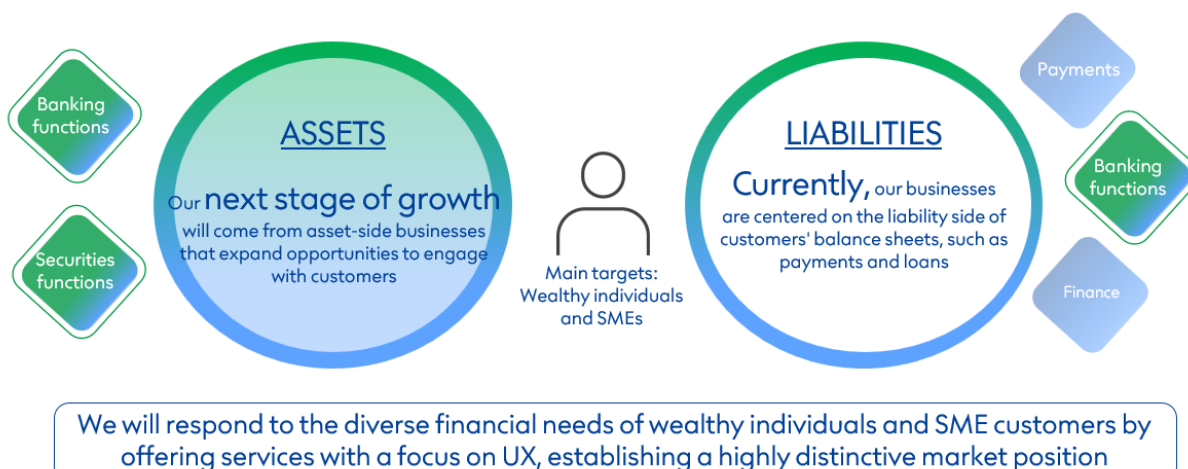 Banking
functions
Securities
functions
ASSETS
Our next stage of growth
will come from asset-side businesses
that expand opportunities to engage
with customers
Main targets:
Wealthy individuals
and SMEs
LIABILITIES
Currently, our businesses
are centered on the liability side of
customers' balance sheets, such as
payments and loans
Payments
Banking
functions
Finance
We will respond to the diverse financial needs of wealthy individuals and SME customers by
offering services with a focus on UX, establishing a highly distinctive market position